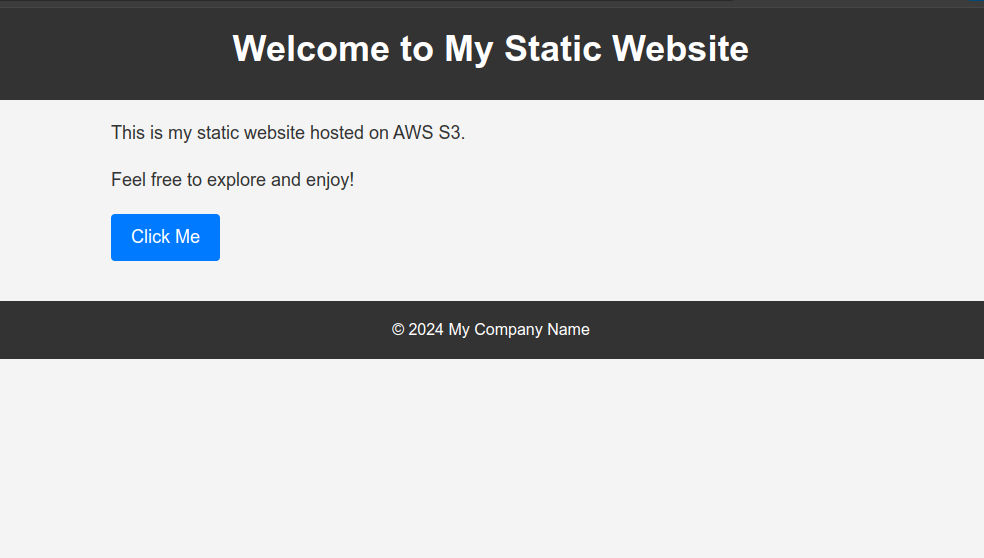 Welcome to My Static Website
This is my static website hosted on AWS S3.
Feel free to explore and enjoy!
Click Me
© 2024 My Company Name